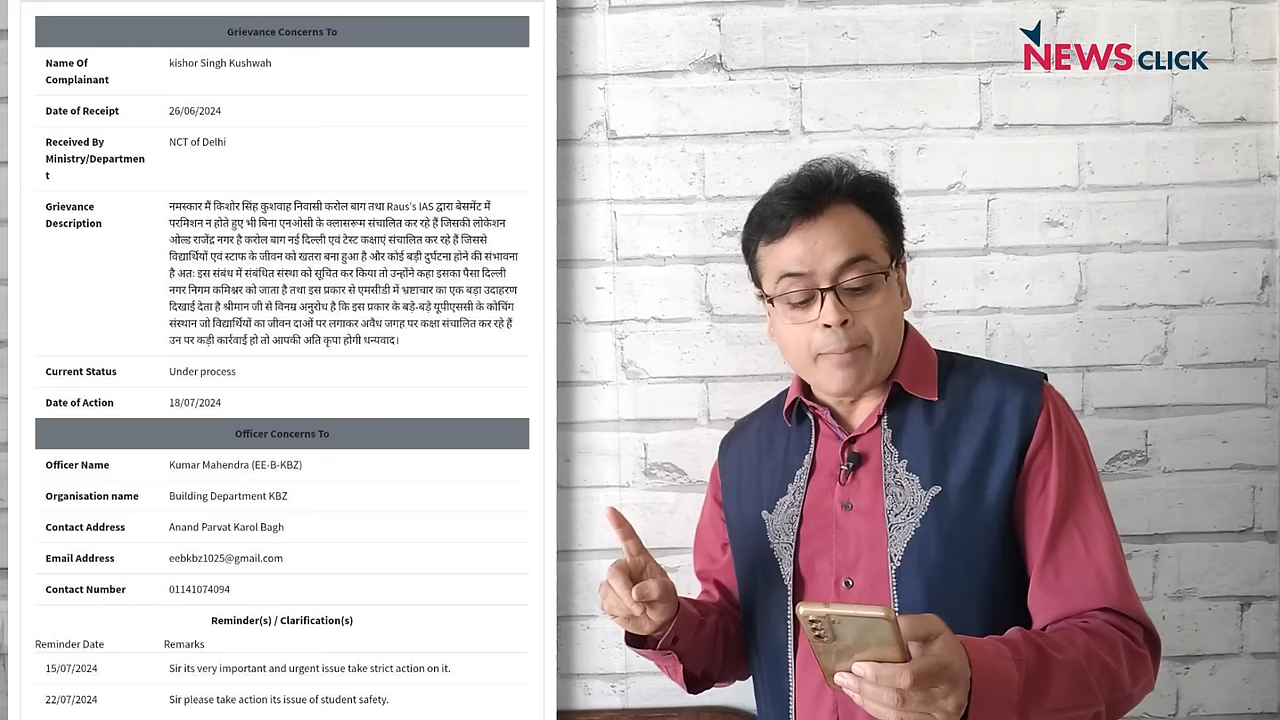 Grievance Concerns To
Name Of
Complainant
kishor Singh Kushwah
Date of Receipt
26/06/2024
Received By
Ministry/Departmen
t
NCT of Delhi
Grievance
Description
नमस्कार मैं किशोर सिंह कुशवाह निवासी करोल बाग तथा Raus's IAS द्वारा बेसमेंट में
परमिशन न होते हुए भी बिना एनओसी के क्लासरूम संचालित कर रहे हैं जिसकी लोकेशन
ओल्ड राजेंद्र नगर है करोल बाग नई दिल्ली एवं टेस्ट कक्षाएं संचालित कर रहे हैं जिससे
विद्यार्थियों एवं स्टाफ के जीवन को खतरा बना हुआ है और कोई बड़ी दुर्घटना होने की संभावना
है अतः इस संबंध में संबंधित संस्था को सूचित कर किया तो उन्होंने कहा इसका पैसा दिल्ली
नगर निगम कमिश्नर को जाता है तथा इस प्रकार से एमसीडी में भ्रष्टाचार का एक बड़ा उदाहरण
दिखाई देता है श्रीमान जी से विनम्र अनुरोध है कि इस प्रकार के बड़े-बड़े यूपीएससी के कोचिंग
संस्थान जो विद्यार्थियों का जीवन दाओं पर लगाकर अवैध जगह पर कक्षा संचालित कर रहे हैं
उन पर कड़ी कार्रवाई हो तो आपकी अति कृपा होगी धन्यवाद।
Current Status
Under process
Date of Action
18/07/2024
Officer Concerns To
Officer Name
Kumar Mahendra (EE-B-KBZ)
Organisation name
Building Department KBZ
Contact Address
Anand Parvat Karol Bagh
Email Address
eebkbz1025@gmail.com
Contact Number
01141074094
Reminder(s) / Clarification(s)
Reminder Date Remarks
15/07/2024 Sir its very important and urgent issue take strict action on it.
22/07/2024 Sir please take action its issue of student safety.
NEWS CLICK